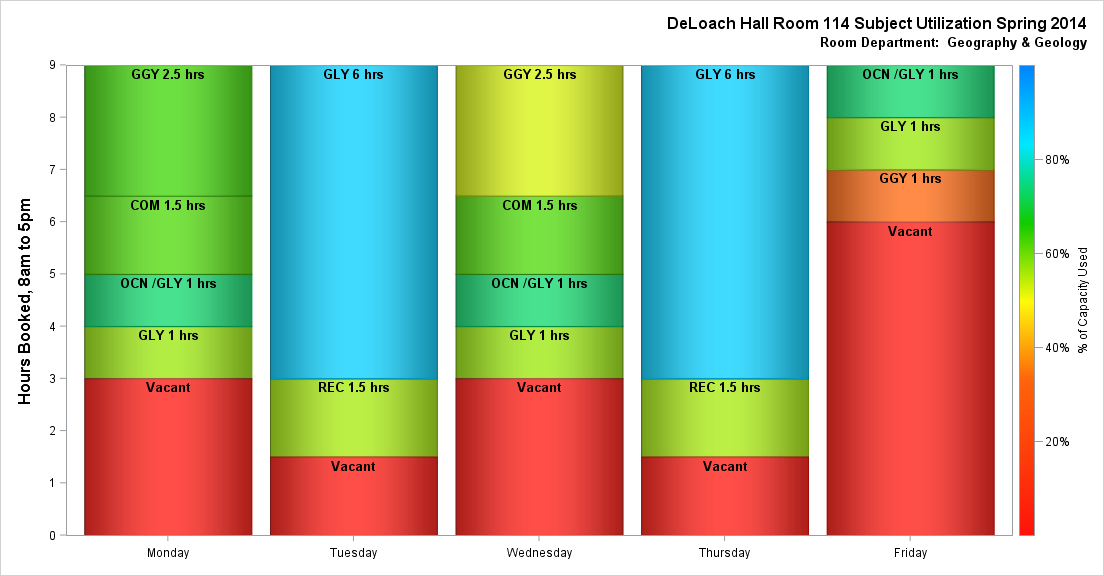 DeLoach Hall Room 114 Subject Utilization Spring 2014
Room Department: Geography & Geology
Hours Booked, 8am to 5pm
9
8
7
6
5
4
3
2
1
0
GGY 2.5 hrs
COM 1.5 hrs
OCN /GLY 1 hrs
GLY 1 hrs
Vacant
Monday
GLY 6 hrs
REC 1.5 hrs
Vacant
Tuesday
GGY 2.5 hrs
COM 1.5 hrs
OCN /GLY 1 hrs
GLY 1 hrs
Vacant
Wednesday
GLY 6 hrs
REC 1.5 hrs
Vacant
Thursday
OCN /GLY 1 hrs
GLY 1 hrs
GGY 1 hrs
Vacant
Friday
80%
60%
40%
20%
% of Capacity Used